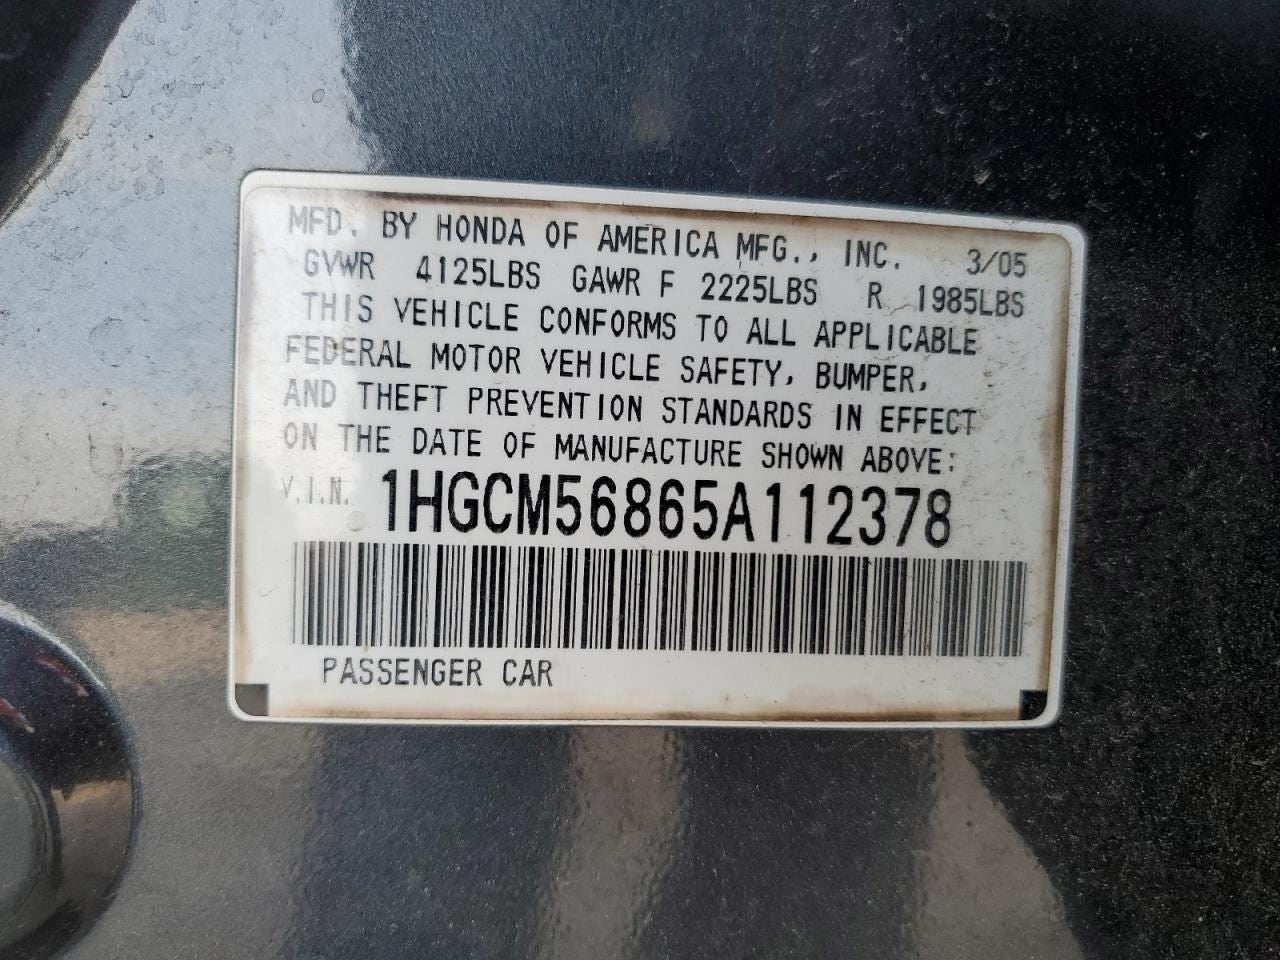 MFD. BY HONDA OF AMERICA MFG., INC. 3/05
GVWR 4125LBS GAWR F 2225LBS R 1985LBS
THIS VEHICLE CONFORMS TO ALL APPLICABLE
FEDERAL MOTOR VEHICLE SAFETY, BUMPER,
AND THEFT PREVENTION STANDARDS IN EFFECT
ON THE DATE OF MANUFACTURE SHOWN ABOVE:
V.I.N. 1HGCM56865A112378
PASSENGER CAR